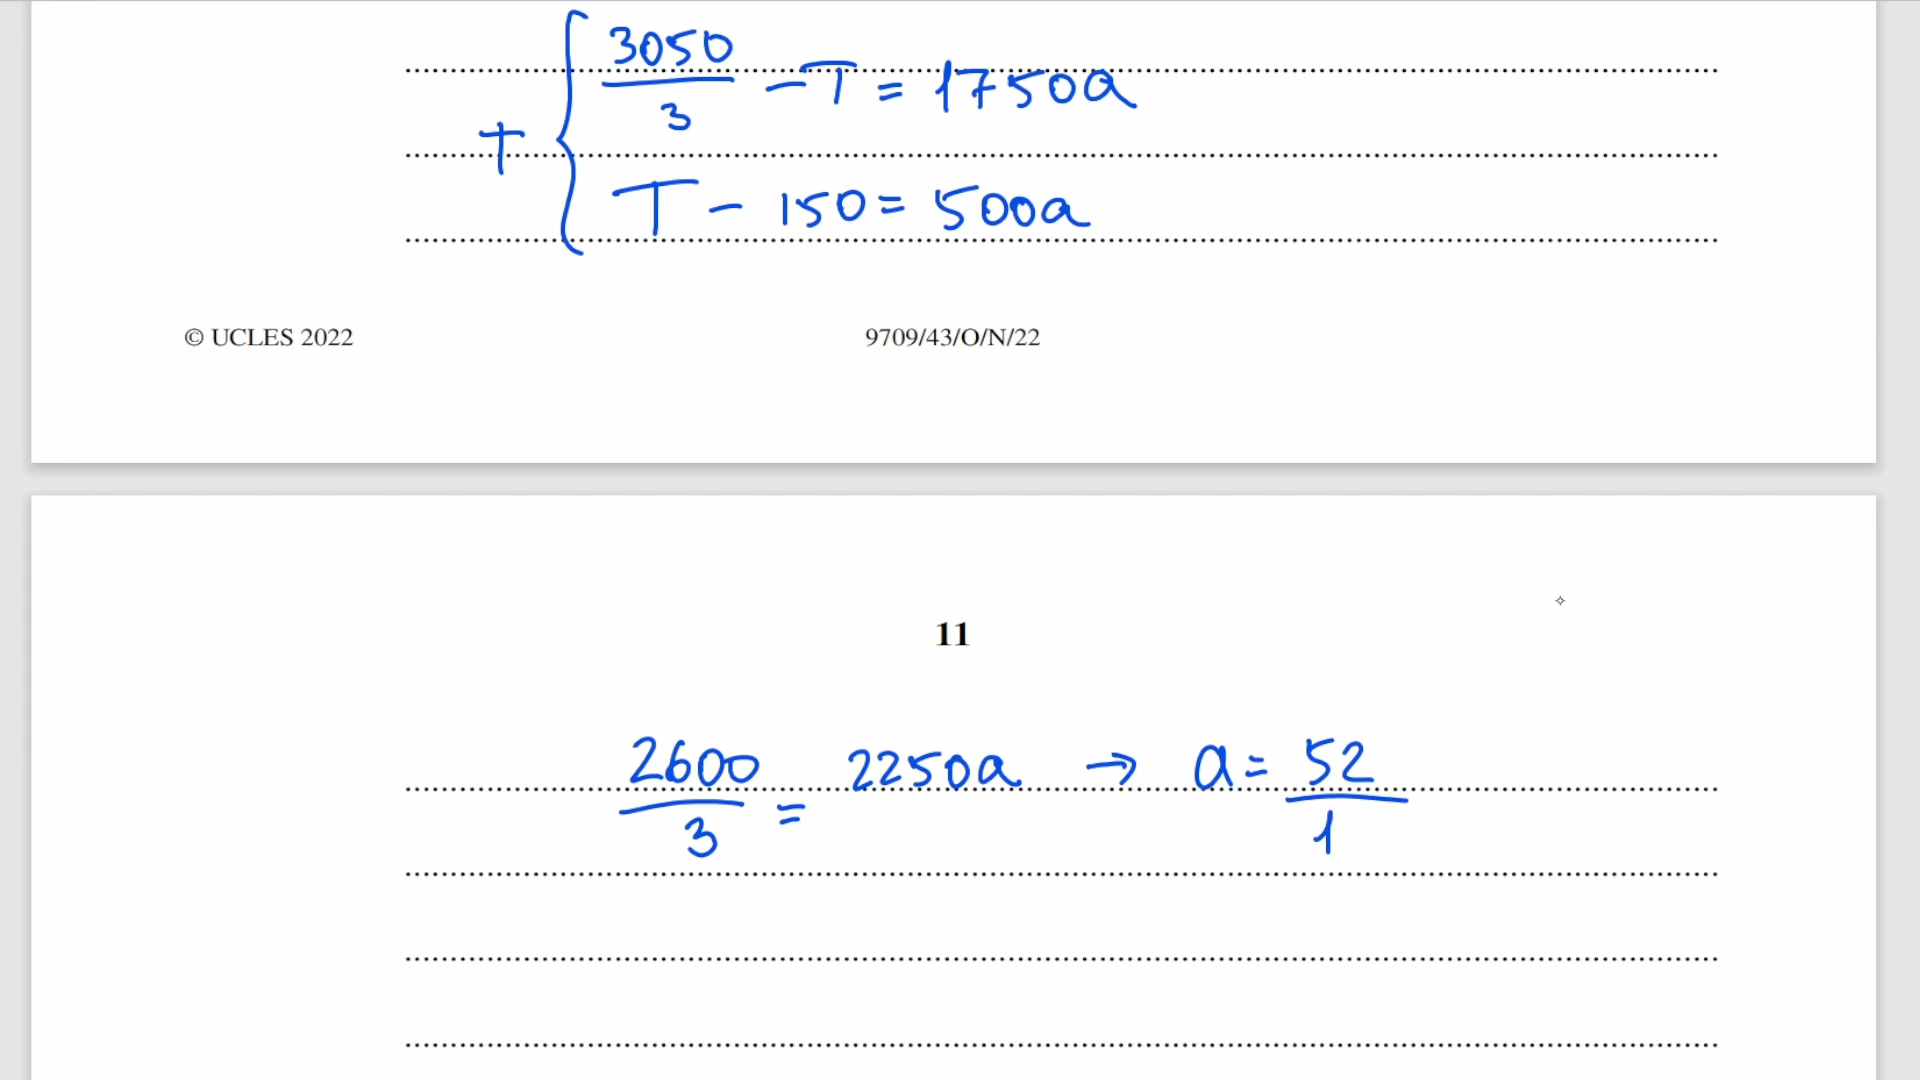 3050/3 - T = 1750a
+
T - 150 = 500a
© UCLES 2022 9709/43/O/N/22
11
2600/3 = 2250a → a = 52/1